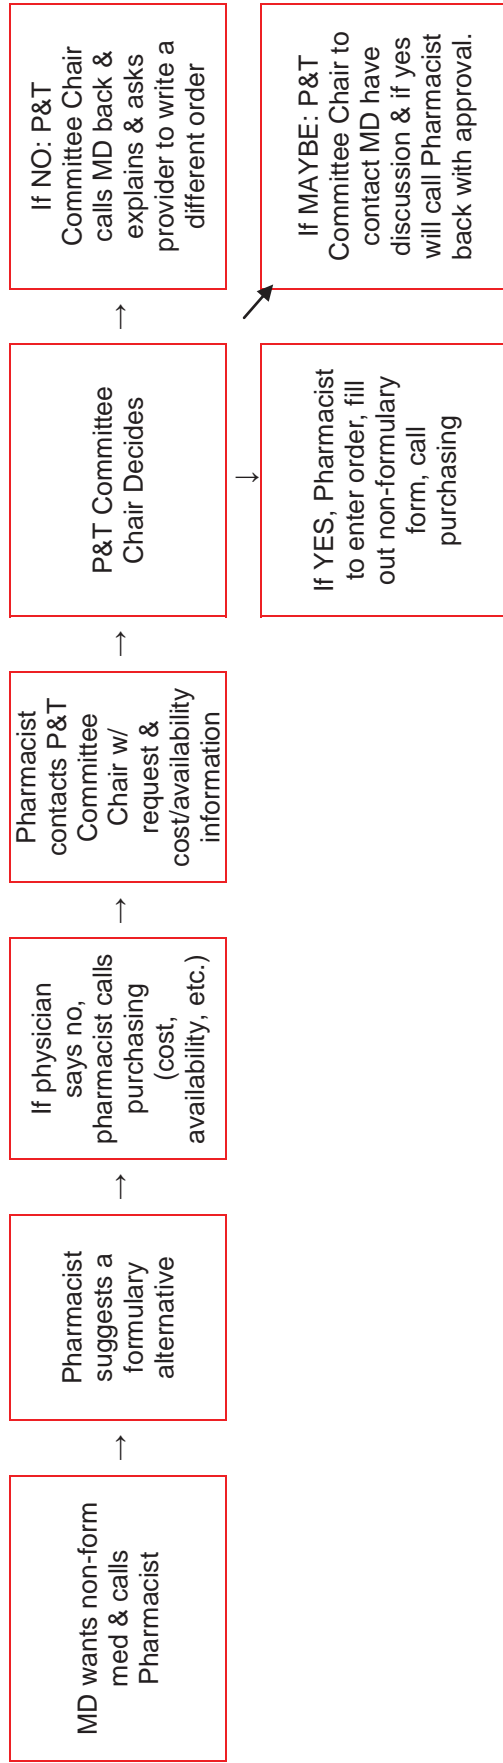 MD wants non-form
med & calls
Pharmacist
→
Pharmacist
suggests a
formulary
alternative
→
If physician
says no,
pharmacist calls
purchasing
(cost,
availability, etc.)
→
Pharmacist
contacts P&T
Committee
Chair w/
request &
cost/availability
information
→
P&T Committee
Chair Decides
→
If NO: P&T
Committee Chair
calls MD back &
explains & asks
provider to write a
different order
↓
If YES, Pharmacist
to enter order, fill
out non-formulary
form, call
purchasing
If MAYBE: P&T
Committee Chair to
contact MD have
discussion & if yes
will call Pharmacist
back with approval.